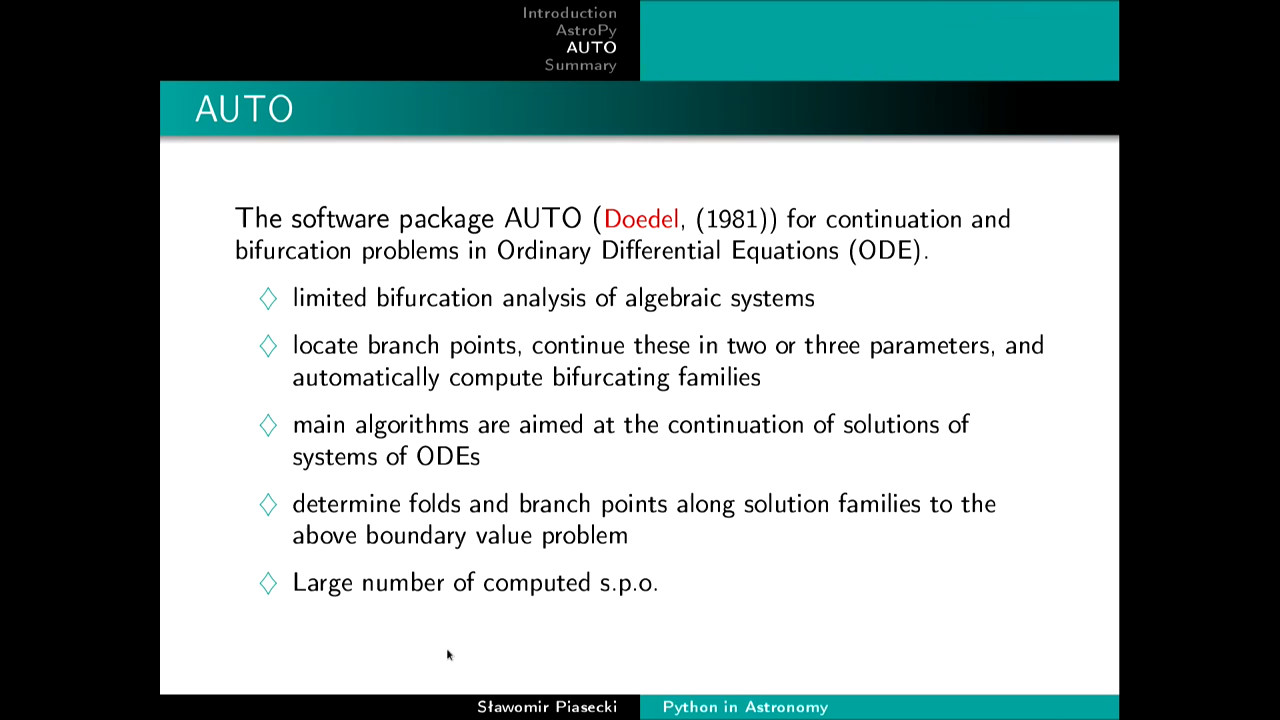 Introduction
AstroPy
AUTO
Summary
AUTO
The software package AUTO (Doedel, (1981)) for continuation and
bifurcation problems in Ordinary Differential Equations (ODE).
limited bifurcation analysis of algebraic systems
locate branch points, continue these in two or three parameters, and
automatically compute bifurcating families
main algorithms are aimed at the continuation of solutions of
systems of ODEs
determine folds and branch points along solution families to the
above boundary value problem
Large number of computed s.p.o.
Sławomir Piasecki
Python in Astronomy